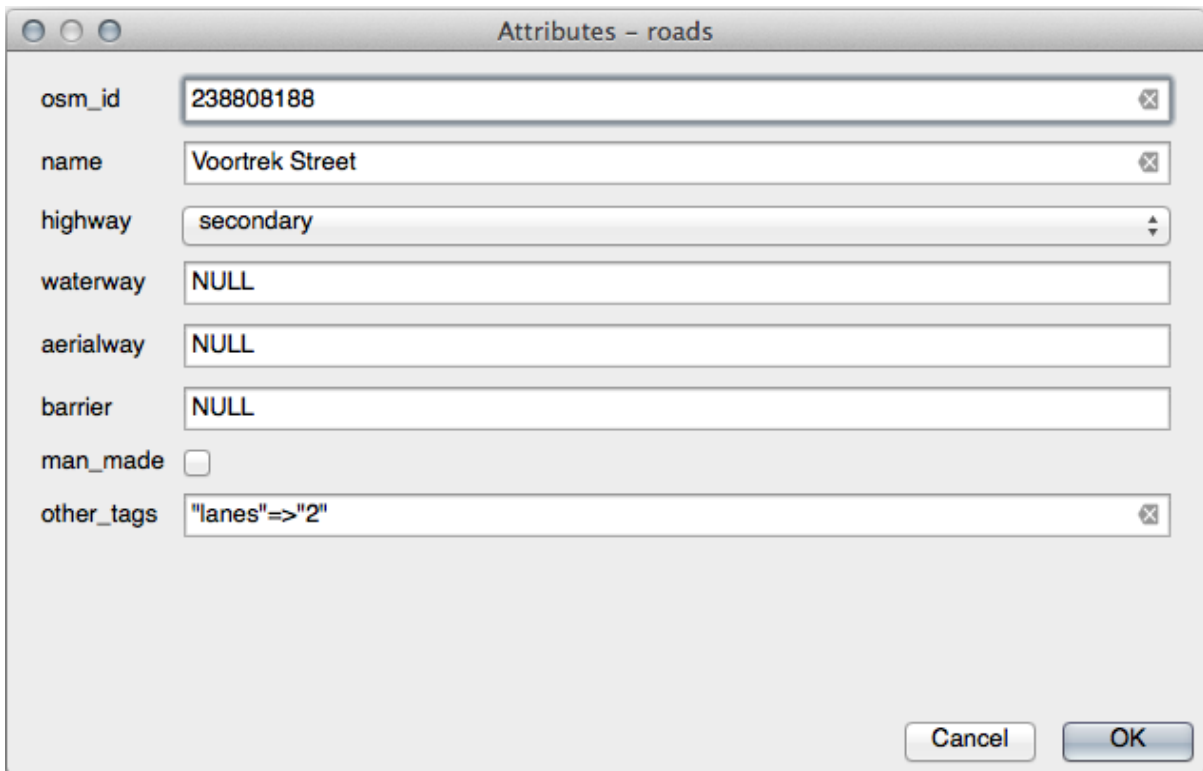 Attributes – roads
osm_id 238808188
name Voortrek Street
highway secondary
waterway NULL
aerialway NULL
barrier NULL
man_made
other_tags "lanes"=>"2"
Cancel OK